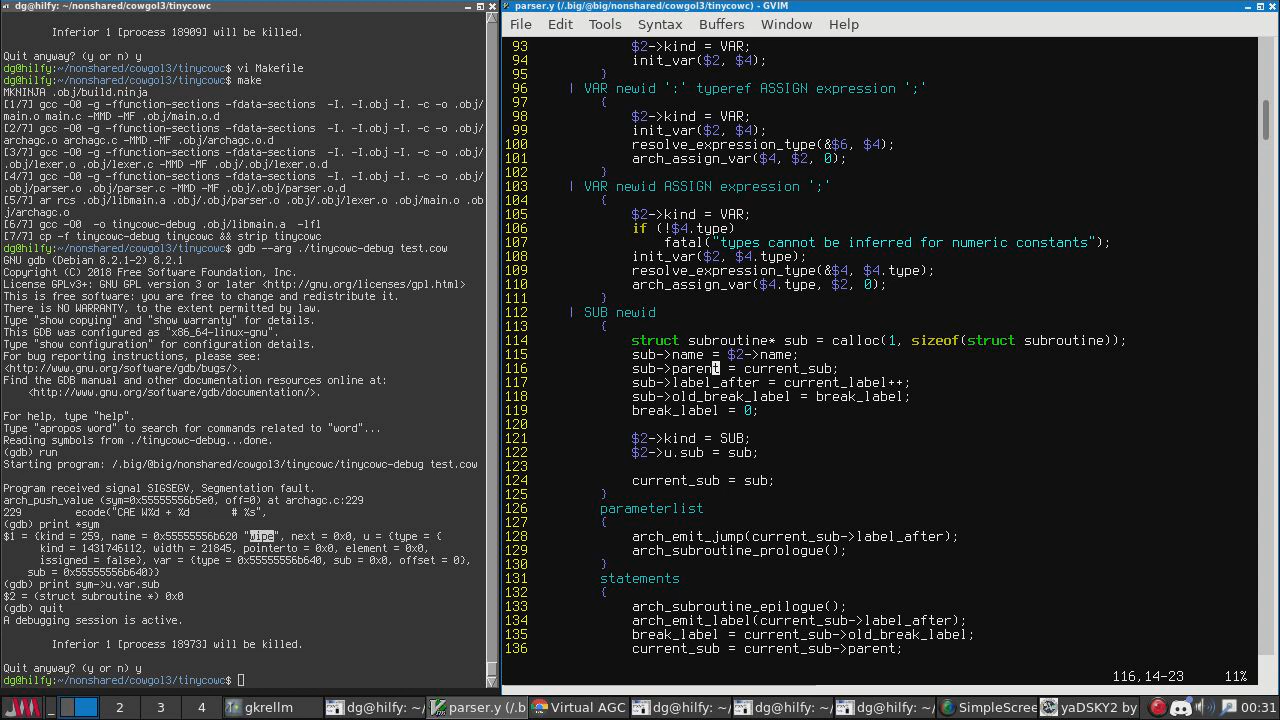 dg@hilfy: ~/nonshared/cowgol3/tinycowc
Inferior 1 [process 18909] will be killed.
Quit anyway? (y or n) y
dg@hilfy:~/nonshared/cowgol3/tinycowc$ vi Makefile
dg@hilfy:~/nonshared/cowgol3/tinycowc$ make
MKNINJA .obj/build.ninja
[1/7] gcc -O0 -g -ffunction-sections -fdata-sections  -I. -I.obj -I. -c -o .obj/
main.o main.c -MMD -MF .obj/main.o.d
[2/7] gcc -O0 -g -ffunction-sections -fdata-sections  -I. -I.obj -I. -c -o .obj/
archagc.o archagc.c -MMD -MF .obj/archagc.o.d
[3/7] gcc -O0 -g -ffunction-sections -fdata-sections  -I. -I.obj -I. -c -o .obj/
.obj/lexer.o .obj/lexer.c -MMD -MF .obj/.obj/lexer.o.d
[4/7] gcc -O0 -g -ffunction-sections -fdata-sections  -I. -I.obj -I. -c -o .obj/
.obj/parser.o .obj/parser.c -MMD -MF .obj/.obj/parser.o.d
[5/7] ar rcs .obj/libmain.a .obj/.obj/parser.o .obj/.obj/lexer.o .obj/main.o .ob
j/archagc.o
[6/7] gcc -O0 -g -o tinycowc-debug .obj/libmain.a  -lfl
[7/7] cp -f tinycowc-debug tinycowc && strip tinycowc
dg@hilfy:~/nonshared/cowgol3/tinycowc$ gdb --arg ./tinycowc-debug test.cow
GNU gdb (Debian 8.2.1-2) 8.2.1
Copyright (C) 2018 Free Software Foundation, Inc.
License GPLv3+: GNU GPL version 3 or later <http://gnu.org/licenses/gpl.html>
This is free software: you are free to change and redistribute it.
There is NO WARRANTY, to the extent permitted by law.
Type "show copying" and "show warranty" for details.
This GDB was configured as "x86_64-linux-gnu".
Type "show configuration" for configuration details.
For bug reporting instructions, please see:
<http://www.gnu.org/software/gdb/bugs/>.
Find the GDB manual and other documentation resources online at:
<http://www.gnu.org/software/gdb/documentation/>.
For help, type "help".
Type "apropos word" to search for commands related to "word"...
Reading symbols from ./tinycowc-debug...done.
(gdb) run
Starting program: /.big/@big/nonshared/cowgol3/tinycowc/tinycowc-debug test.cow
Program received signal SIGSEGV, Segmentation fault.
arch_push_value (sym=0x55555556b5e0, off=0) at archagc.c:229
229        ecode("CAE W%d + %d      # %s",
(gdb) print *sym
$1 = {kind = 259, name = 0x55555556b620 "wipe", next = 0x0, u = {type = {
kind = 1431746112, width = 21845, pointerto = 0x0, element = 0x0,
issigned = false}, var = {type = 0x55555556b640, sub = 0x0, offset = 0},
sub = 0x55555556b640}}
(gdb) print sym->u.var.sub
$2 = (struct subroutine *) 0x0
(gdb) quit
A debugging session is active.
Inferior 1 [process 18973] will be killed.
Quit anyway? (y or n) y
dg@hilfy:~/nonshared/cowgol3/tinycowc$
parser.y (/.big/@big/nonshared/cowgol3/tinycowc) - GVIM
File Edit Tools Syntax Buffers Window Help
93 $2->kind = VAR;
94 init_var($2, $4);
95 }
96 | VAR newid ':' typeref ASSIGN expression ';'
97 {
98 $2->kind = VAR;
99 init_var($2, $4);
100 resolve_expression_type(&$6, $4);
101 arch_assign_var($4, $2, 0);
102 }
103 | VAR newid ASSIGN expression ';'
104 {
105 $2->kind = VAR;
106 if (!$4.type)
107 fatal("types cannot be inferred for numeric constants");
108 init_var($2, $4.type);
109 resolve_expression_type(&$4, $4.type);
110 arch_assign_var($4.type, $2, 0);
111 }
112 | SUB newid
113 {
114 struct subroutine* sub = calloc(1, sizeof(struct subroutine));
115 sub->name = $2->name;
116 sub->parent = current_sub;
117 sub->label_after = current_label++;
118 sub->old_break_label = break_label;
119 break_label = 0;
120
121 $2->kind = SUB;
122 $2->u.sub = sub;
123
124 current_sub = sub;
125 }
126 parameterlist
127 {
128 arch_emit_jump(current_sub->label_after);
129 arch_subroutine_prologue();
130 }
131 statements
132 {
133 arch_subroutine_epilogue();
134 arch_emit_label(current_sub->label_after);
135 break_label = current_sub->old_break_label;
136 current_sub = current_sub->parent;
116,14-23 11%
2 3 4 gkrellm dg@hilfy: ~ parser.y (/.b Virtual AGC dg@hilfy: ~ dg@hilfy: ~ dg@hilfy: ~ SimpleScree yaDSKY2 by 00:31